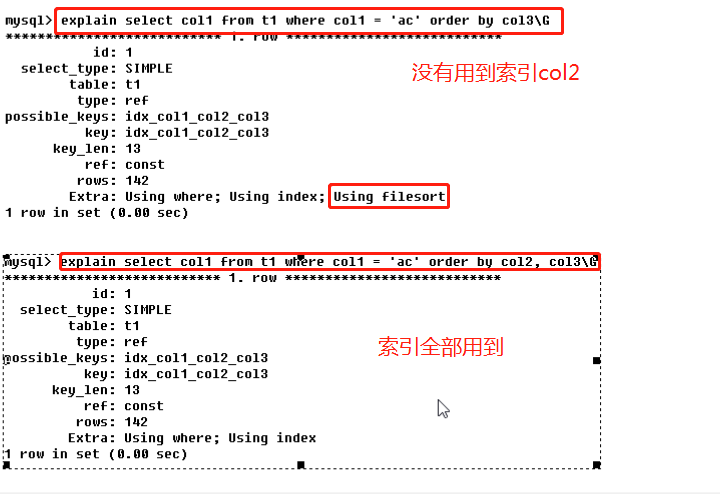 mysql> explain select col1 from t1 where col1 = 'ac' order by col3\G
*************************** 1. row ***************************
id: 1
select_type: SIMPLE
没有用到索引col2
table: t1
type: ref
possible_keys: idx_col1_col2_col3
key: idx_col1_col2_col3
key_len: 13
ref: const
rows: 142
Extra: Using where; Using index; Using filesort
1 row in set (0.00 sec)
mysql> explain select col1 from t1 where col1 = 'ac' order by col2, col3\G
*************************** 1. row ***************************
id: 1
select_type: SIMPLE
table: t1
type: ref
索引全部用到
possible_keys: idx_col1_col2_col3
key: idx_col1_col2_col3
key_len: 13
ref: const
rows: 142
Extra: Using where; Using index
1 row in set (0.00 sec)